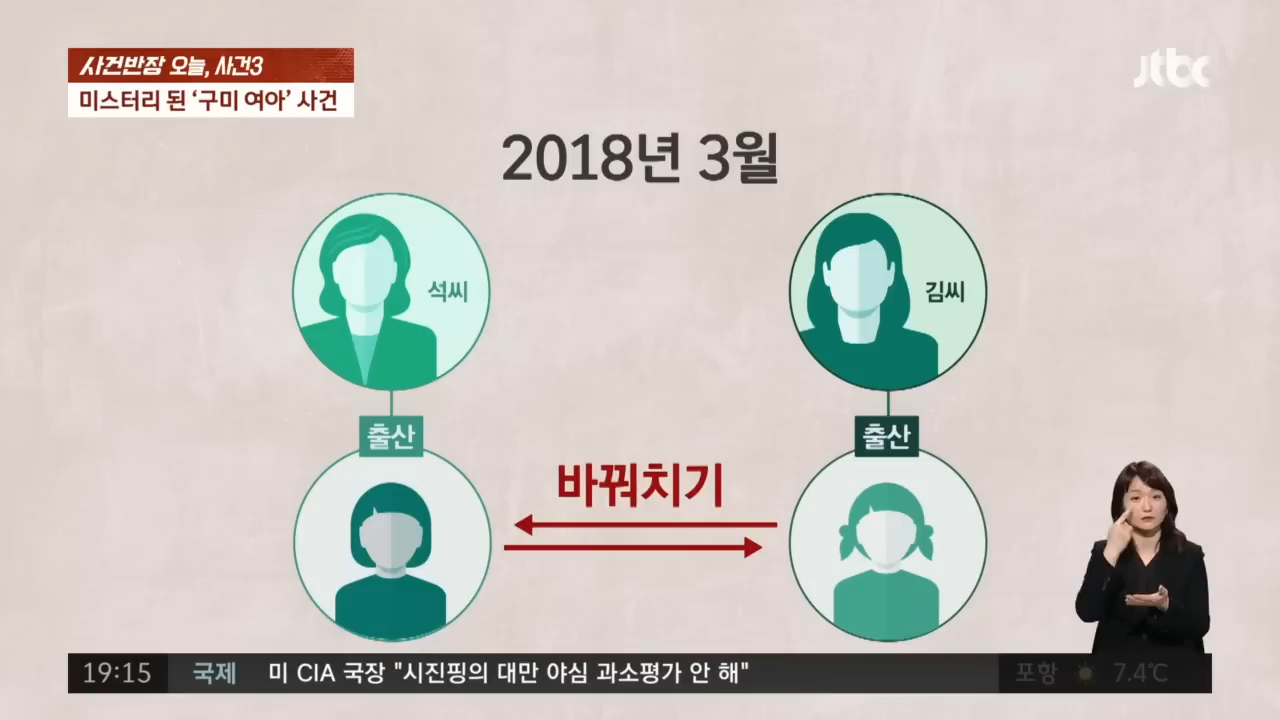 사건반장 오늘, 사건3
jtbc
미스터리 된 ‘구미 여아’ 사건
2018년 3월
석씨
김씨
출산
출산
바꿔치기
19:15 국제 미 CIA 국장 "시진핑의 대만 야심 과소평가 안 해" 포항 7.4℃